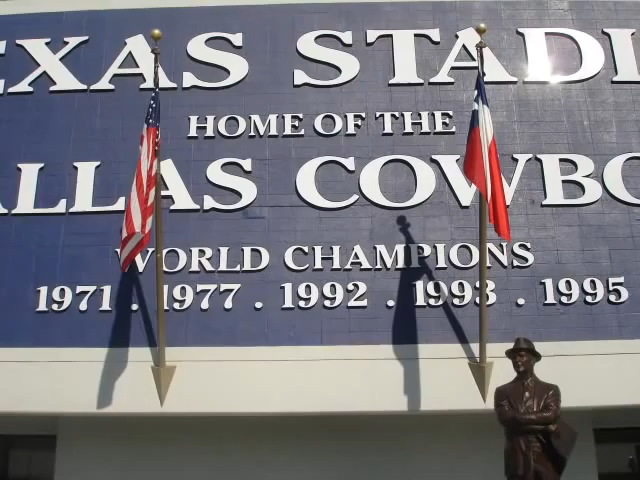 EXAS STADI
HOME OF THE
ALLAS COWBO
WORLD CHAMPIONS
1971 . 1977 . 1992 . 1993 . 1995